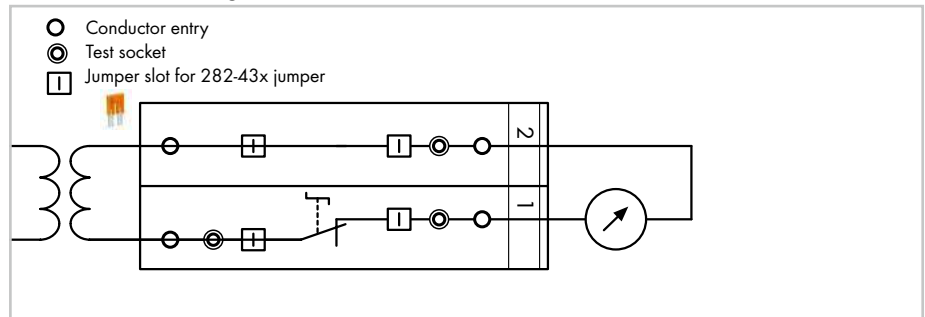 Conductor entry
Test socket
Jumper slot for 282-43x jumper
2
1